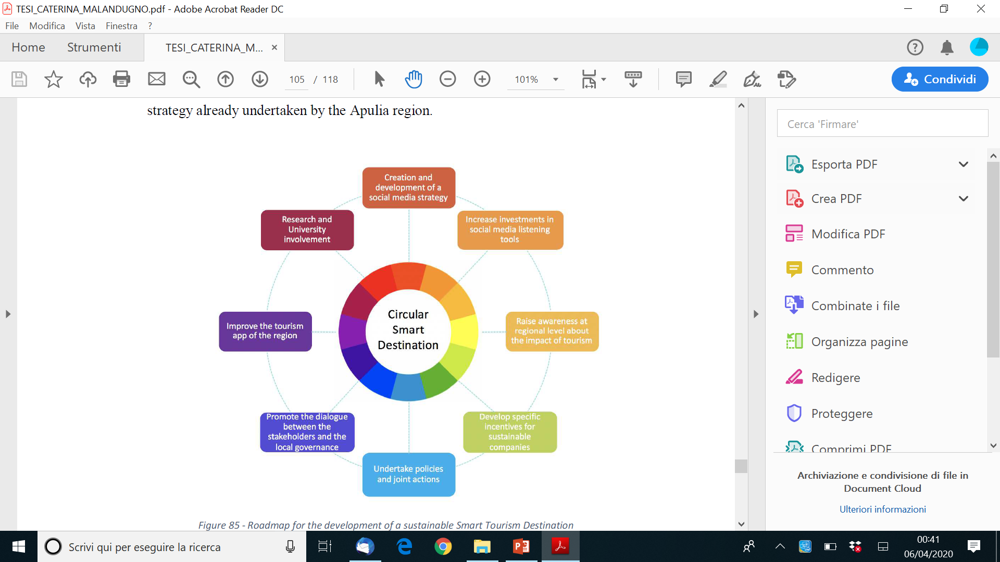 TESI_CATERINA_MALANDUGNO.pdf - Adobe Acrobat Reader DC
File Modifica Vista Finestra ?
Home Strumenti TESI_CATERINA_M... ×
105 / 118 101% Condividi
strategy already undertaken by the Apulia region.
Creation and
development of a
social media strategy
Research and
University
involvement
Increase investments in
social media listening
tools
Improve the tourism
app of the region
Circular
Smart
Destination
Raise awareness at
regional level about
the impact of tourism
Promote the dialogue
between the
stakeholders and the
local governance
Develop specific
incentives for
sustainable
companies
Undertake policies
and joint actions
Figure 85 - Roadmap for the development of a sustainable Smart Tourism Destination
Cerca 'Firmare'
Esporta PDF
Crea PDF
Modifica PDF
Commento
Combinate i file
Organizza pagine
Redigere
Proteggere
Comprimi PDF
Archiviazione e condivisione di file in
Document Cloud
Ulteriori informazioni
Scrivi qui per eseguire la ricerca
00:41
06/04/2020